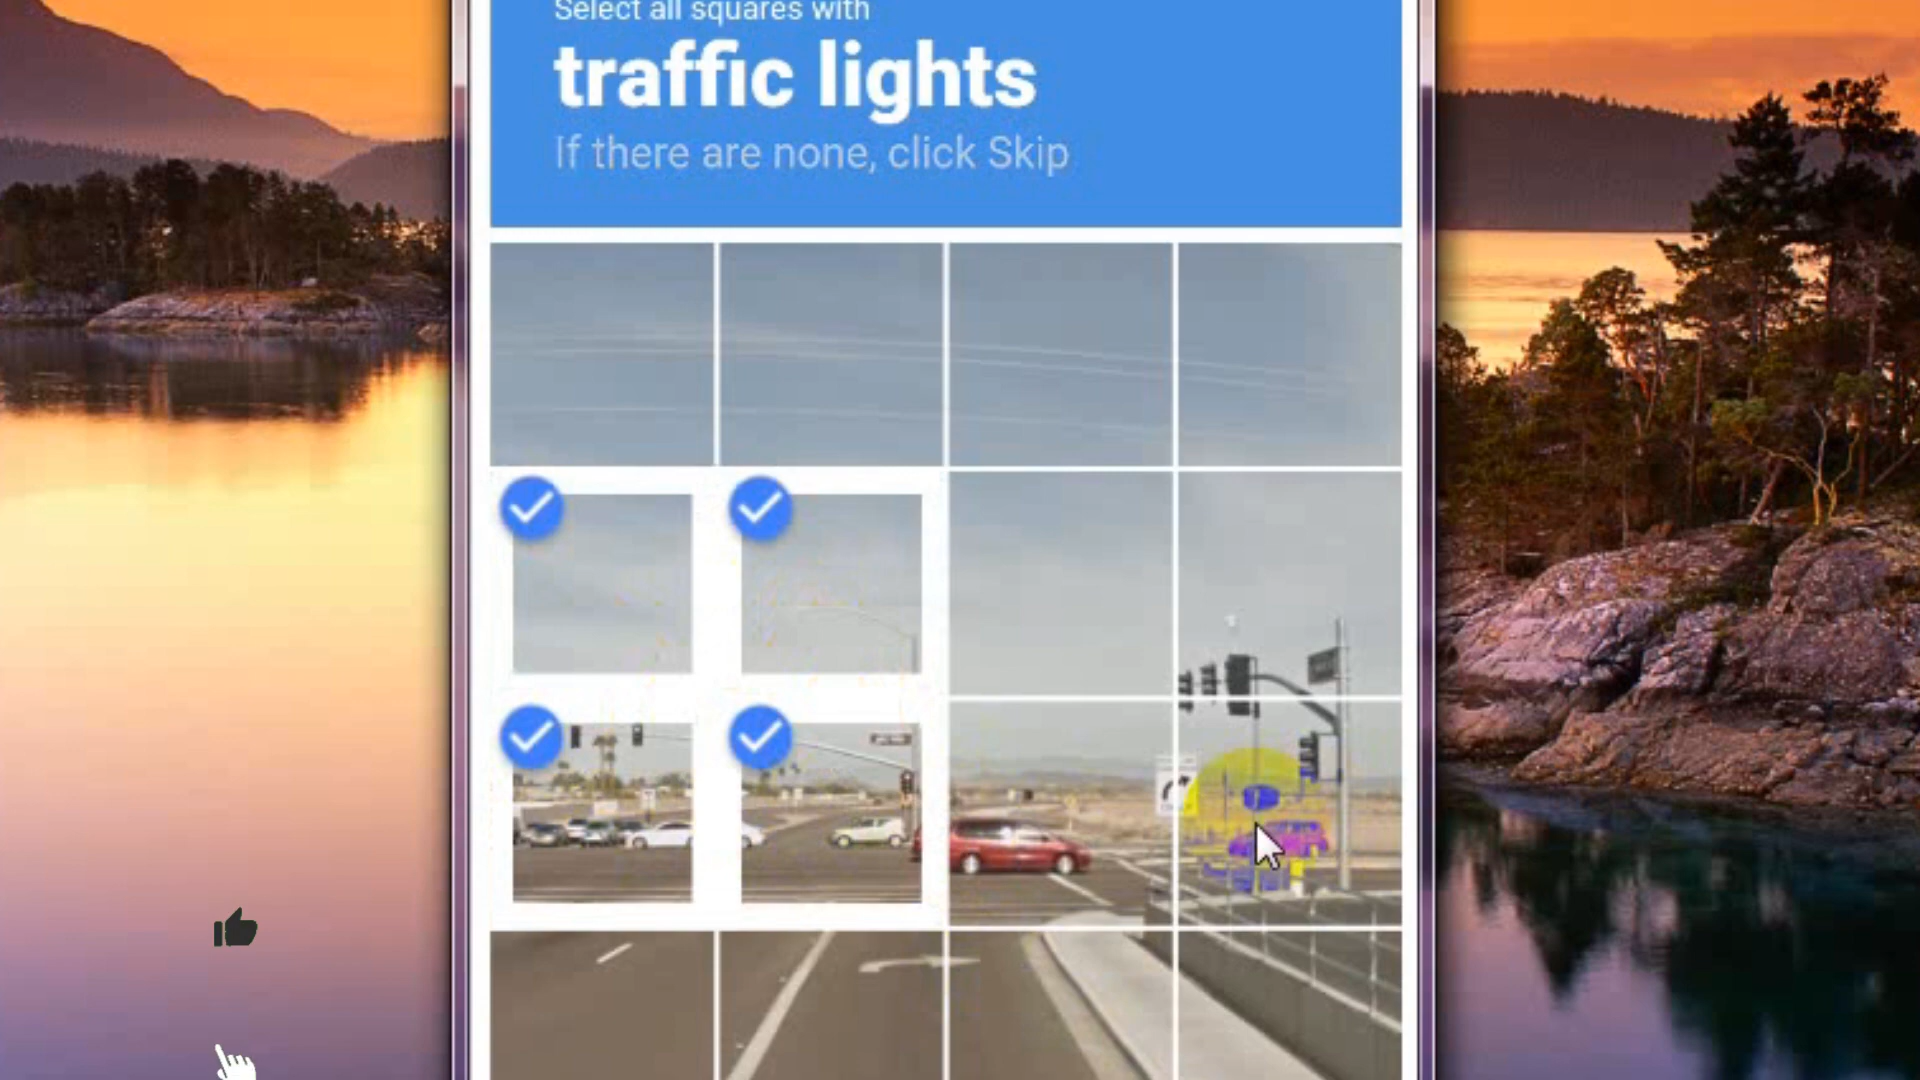 Select all squares with
traffic lights
If there are none, click Skip